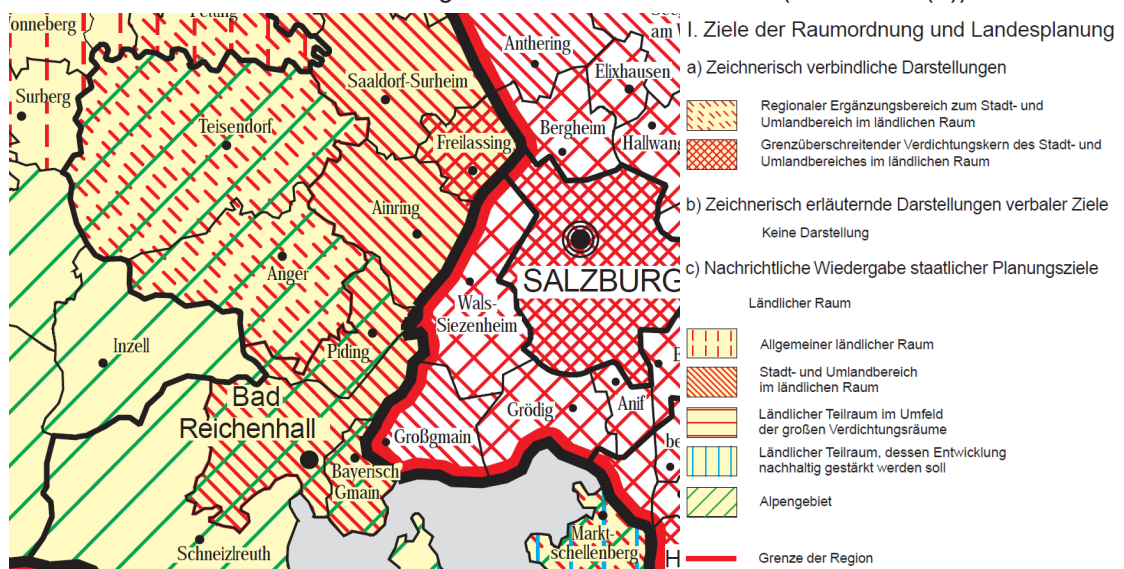 onneberg
Petting
Surberg
Teisendorf
Saaldorf-Surheim
Freilassing
Ainring
Anger
Inzell
Piding
Bad
Reichenhall
Bayerisch
Gmain
Schneizlreuth
Anthering
am
Elixhausen
Bergheim
Hallwang
SALZBURG
Wals-
Siezenheim
Grödig
Anif
Großgmain
Markt-
schellenberg
be
H
I. Ziele der Raumordnung und Landesplanung
a) Zeichnerisch verbindliche Darstellungen
Regionaler Ergänzungsbereich zum Stadt- und
Umlandbereich im ländlichen Raum
Grenzüberschreitender Verdichtungskern des Stadt- und
Umlandbereiches im ländlichen Raum
b) Zeichnerisch erläuternde Darstellungen verbaler Ziele
Keine Darstellung
c) Nachrichtliche Wiedergabe staatlicher Planungsziele
Ländlicher Raum
Allgemeiner ländlicher Raum
Stadt- und Umlandbereich
im ländlichen Raum
Ländlicher Teilraum im Umfeld
der großen Verdichtungsräume
Ländlicher Teilraum, dessen Entwicklung
nachhaltig gestärkt werden soll
Alpengebiet
Grenze der Region